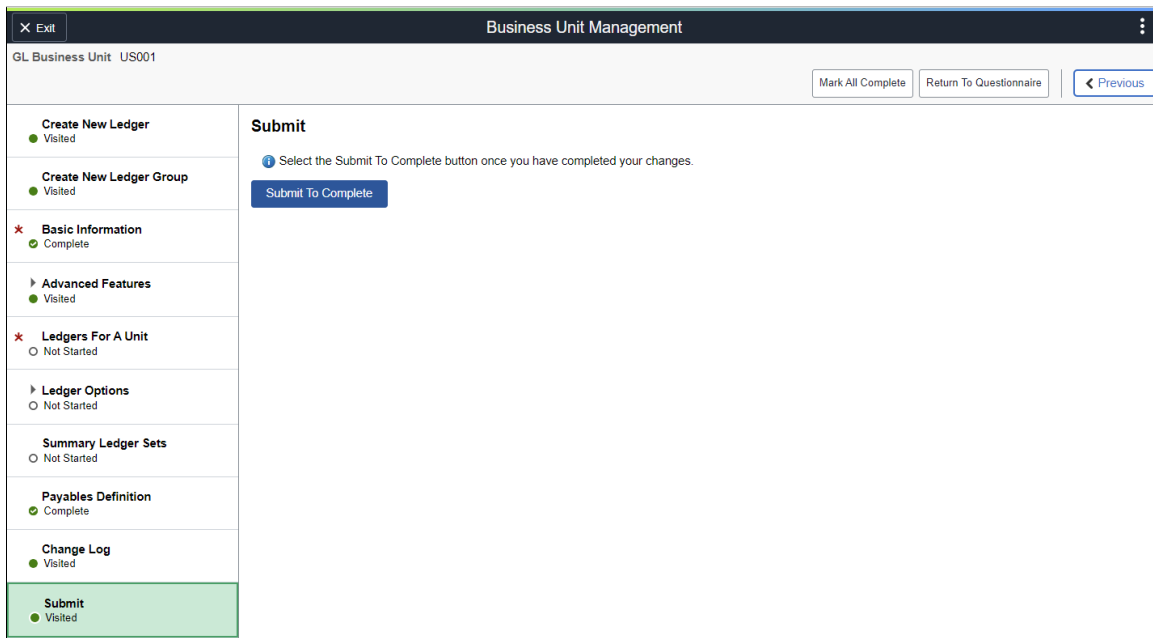 Exit
Business Unit Management
GL Business Unit US001
Mark All Complete
Return To Questionnaire
Previous
Create New Ledger
Visited
Create New Ledger Group
Visited
Basic Information
Complete
Advanced Features
Visited
Ledgers For A Unit
Not Started
Ledger Options
Not Started
Summary Ledger Sets
Not Started
Payables Definition
Complete
Change Log
Visited
Submit
Visited
Submit
Select the Submit To Complete button once you have completed your changes.
Submit To Complete